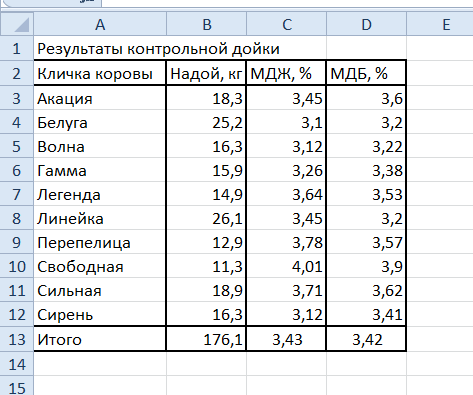 A B C D E
1 Результаты контрольной дойки
2 Кличка коровы Надой, кг МДЖ, % МДБ, %
3 Акация 18,3 3,45 3,6
4 Белуга 25,2 3,1 3,2
5 Волна 16,3 3,12 3,22
6 Гамма 15,9 3,26 3,38
7 Легенда 14,9 3,64 3,53
8 Линейка 26,1 3,45 3,2
9 Перепелица 12,9 3,78 3,57
10 Свободная 11,3 4,01 3,9
11 Сильная 18,9 3,71 3,62
12 Сирень 16,3 3,12 3,41
13 Итого 176,1 3,43 3,42
14
15